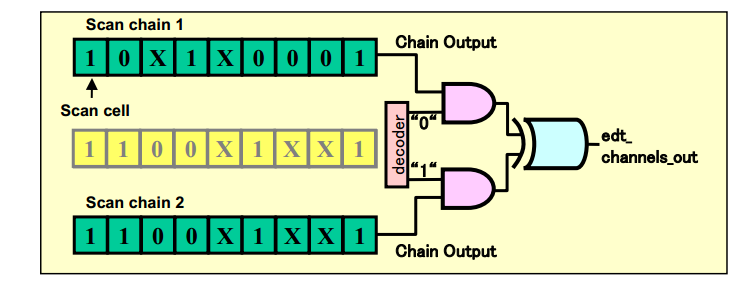 Scan chain 1
1 0 X 1 X 0 0 0 1
Chain Output
Scan cell
"0"
decoder
1 1 0 0 X 1 X X 1
"1"
edt_
channels_out
Scan chain 2
1 1 0 0 X 1 X X 1
Chain Output